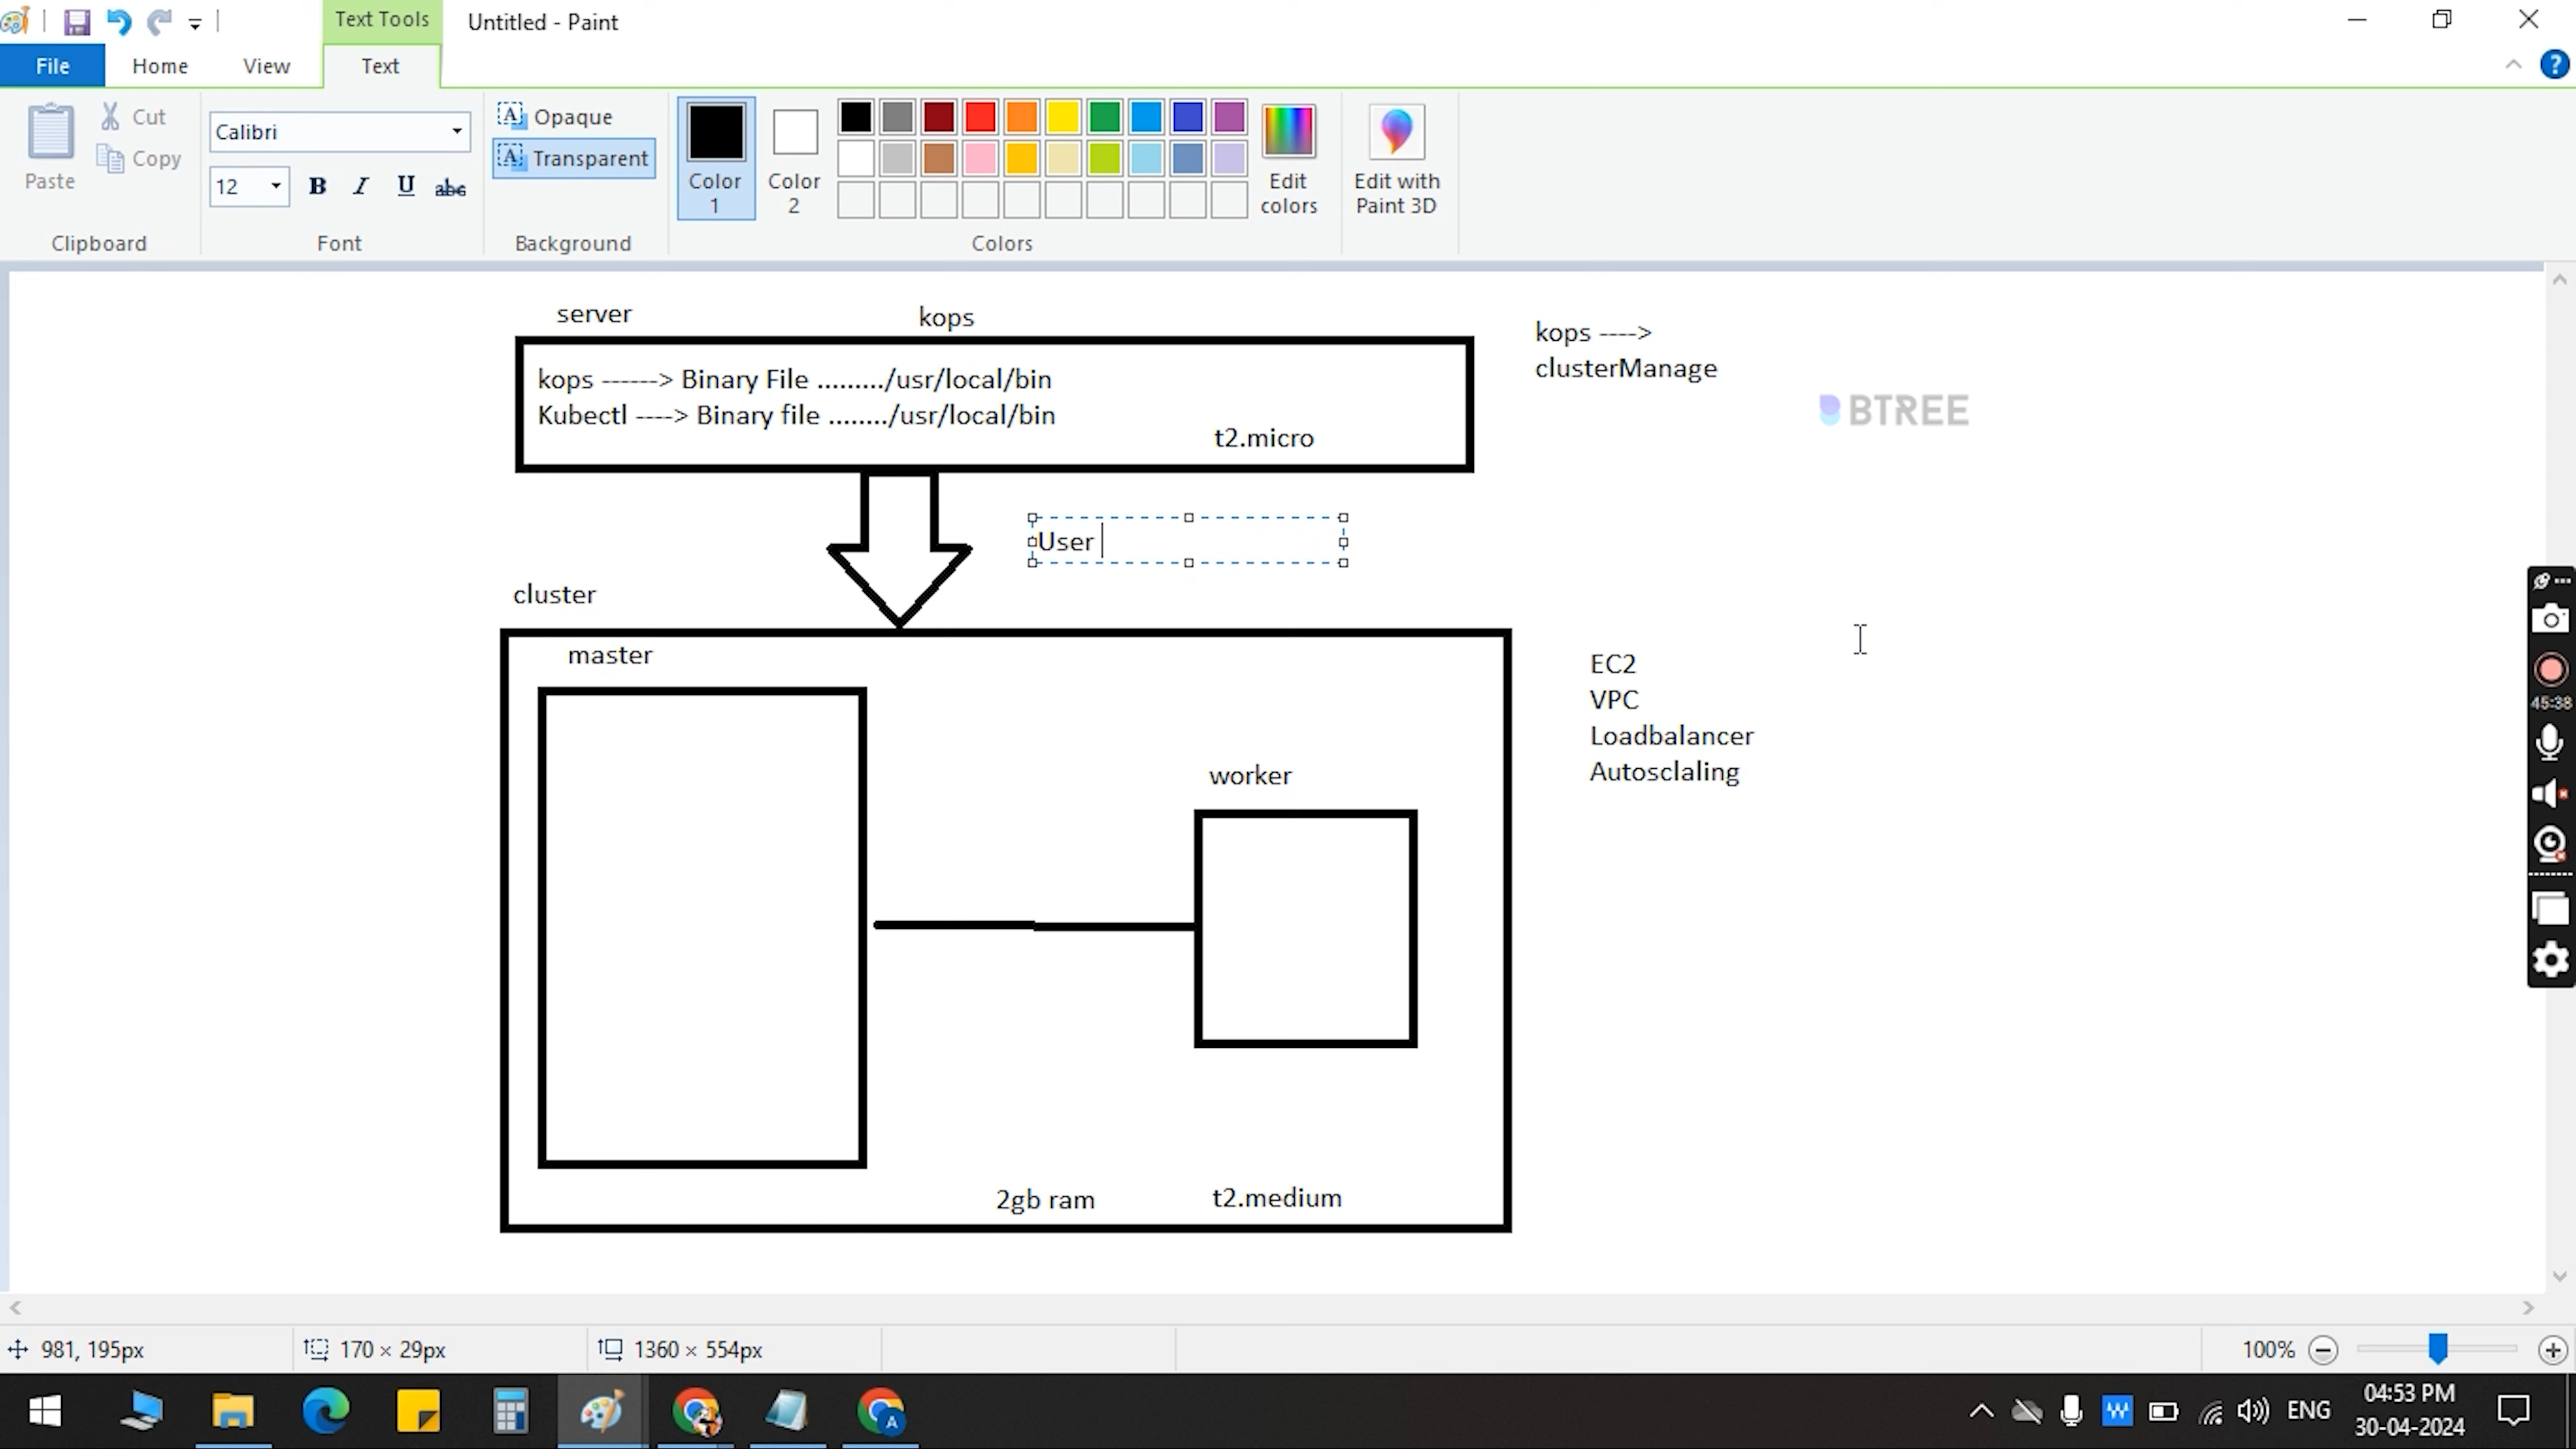 Text Tools
Untitled - Paint
File
Home
View
Text
Paste
Cut
Copy
Clipboard
Calibri
12
B
I
U
abc
Font
Opaque
Transparent
Background
Color 1
Color 2
Colors
Edit colors
Edit with Paint 3D
server
kops
kops ------> Binary File ........./usr/local/bin
Kubectl ----> Binary file ......../usr/local/bin
t2.micro
kops ---->
clusterManage
BTREE
User
cluster
master
worker
2gb ram
t2.medium
EC2
VPC
Loadbalancer
Autosclaling
45:38
981, 195px
170 × 29px
1360 × 554px
100%
ENG
04:53 PM
30-04-2024